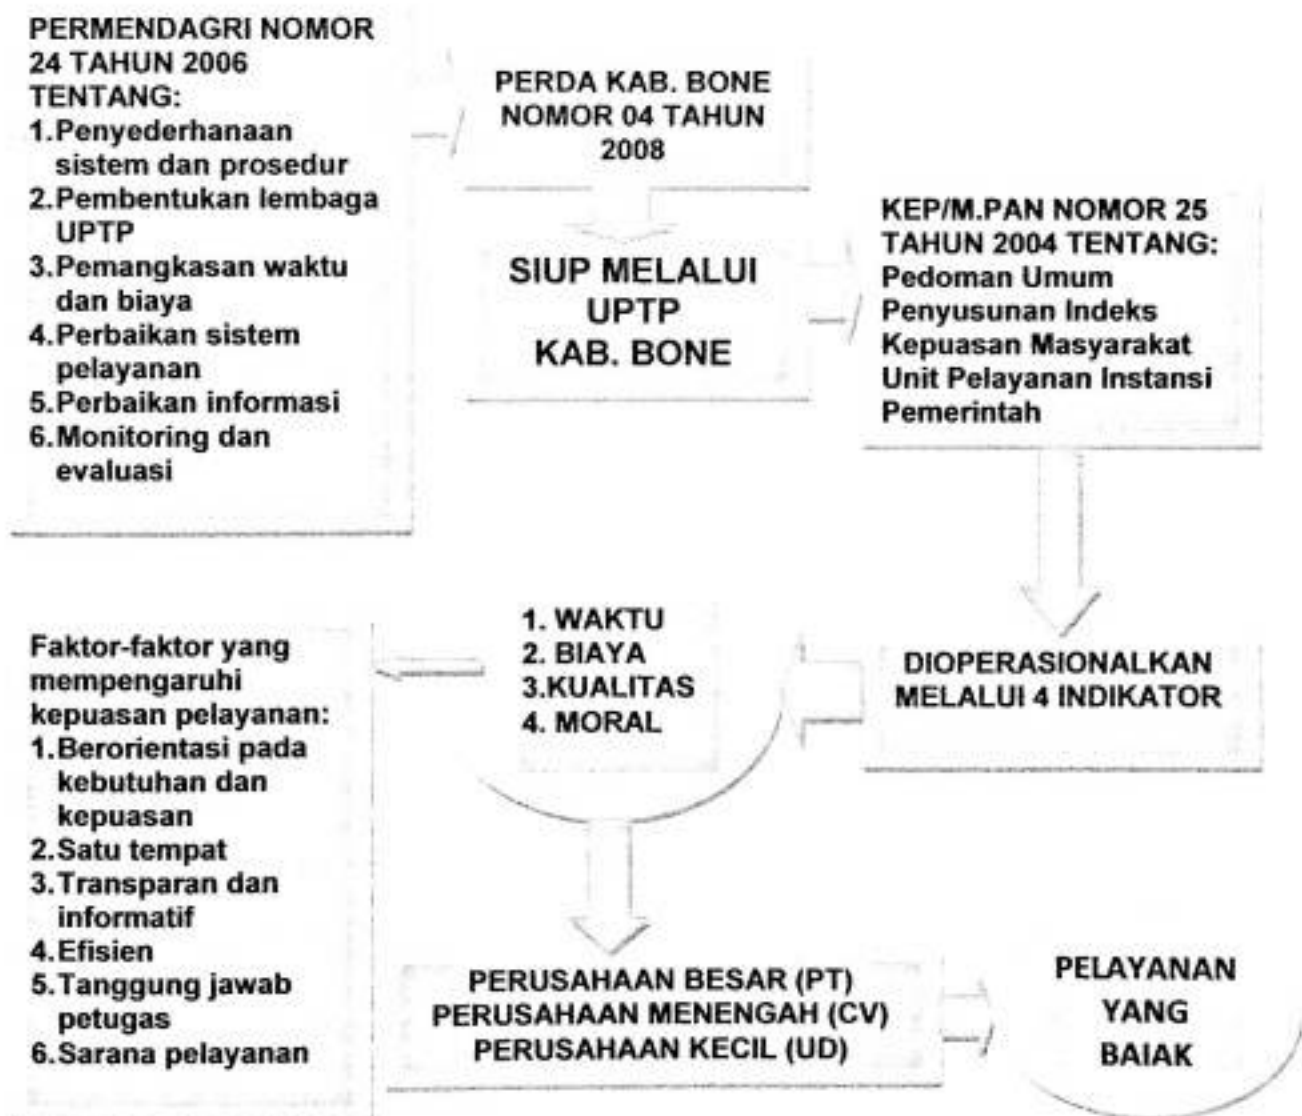 PERMENDAGRI NOMOR
24 TAHUN 2006
TENTANG:
1.Penyederhanaan
sistem dan prosedur
2.Pembentukan lembaga
UPTP
3.Pemangkasan waktu
dan biaya
4.Perbaikan sistem
pelayanan
5.Perbaikan informasi
6.Monitoring dan
evaluasi
PERDA KAB. BONE
NOMOR 04 TAHUN
2008
SIUP MELALUI
UPTP
KAB. BONE
KEP/M.PAN NOMOR 25
TAHUN 2004 TENTANG:
Pedoman Umum
Penyusunan Indeks
Kepuasan Masyarakat
Unit Pelayanan Instansi
Pemerintah
DIOPERASIONALKAN
MELALUI 4 INDIKATOR
1. WAKTU
2. BIAYA
3.KUALITAS
4. MORAL
Faktor-faktor yang
mempengaruhi
kepuasan pelayanan:
1.Berorientasi pada
kebutuhan dan
kepuasan
2.Satu tempat
3.Transparan dan
informatif
4.Efisien
5.Tanggung jawab
petugas
6.Sarana pelayanan
PERUSAHAAN BESAR (PT)
PERUSAHAAN MENENGAH (CV)
PERUSAHAAN KECIL (UD)
PELAYANAN
YANG
BAIAK